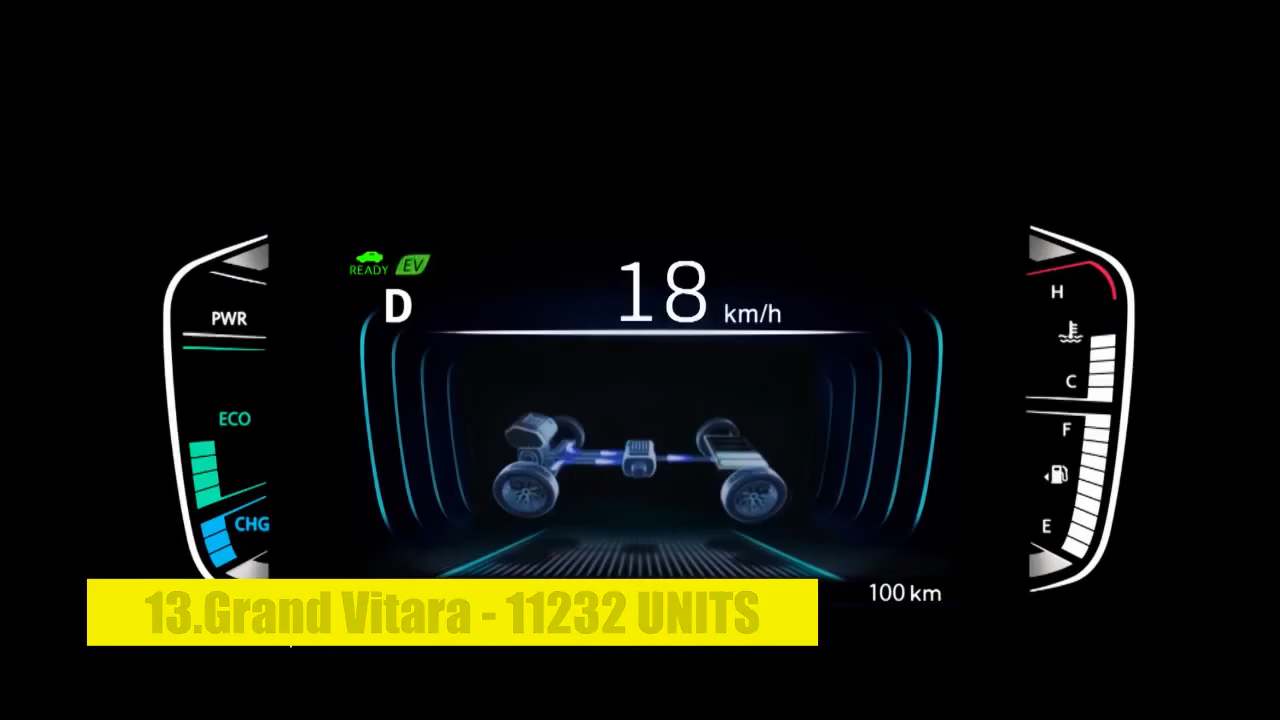 READY EV
D
18 km/h
PWR
ECO
CHG
H
C
F
E
100 km
13.Grand Vitara - 11232 UNITS